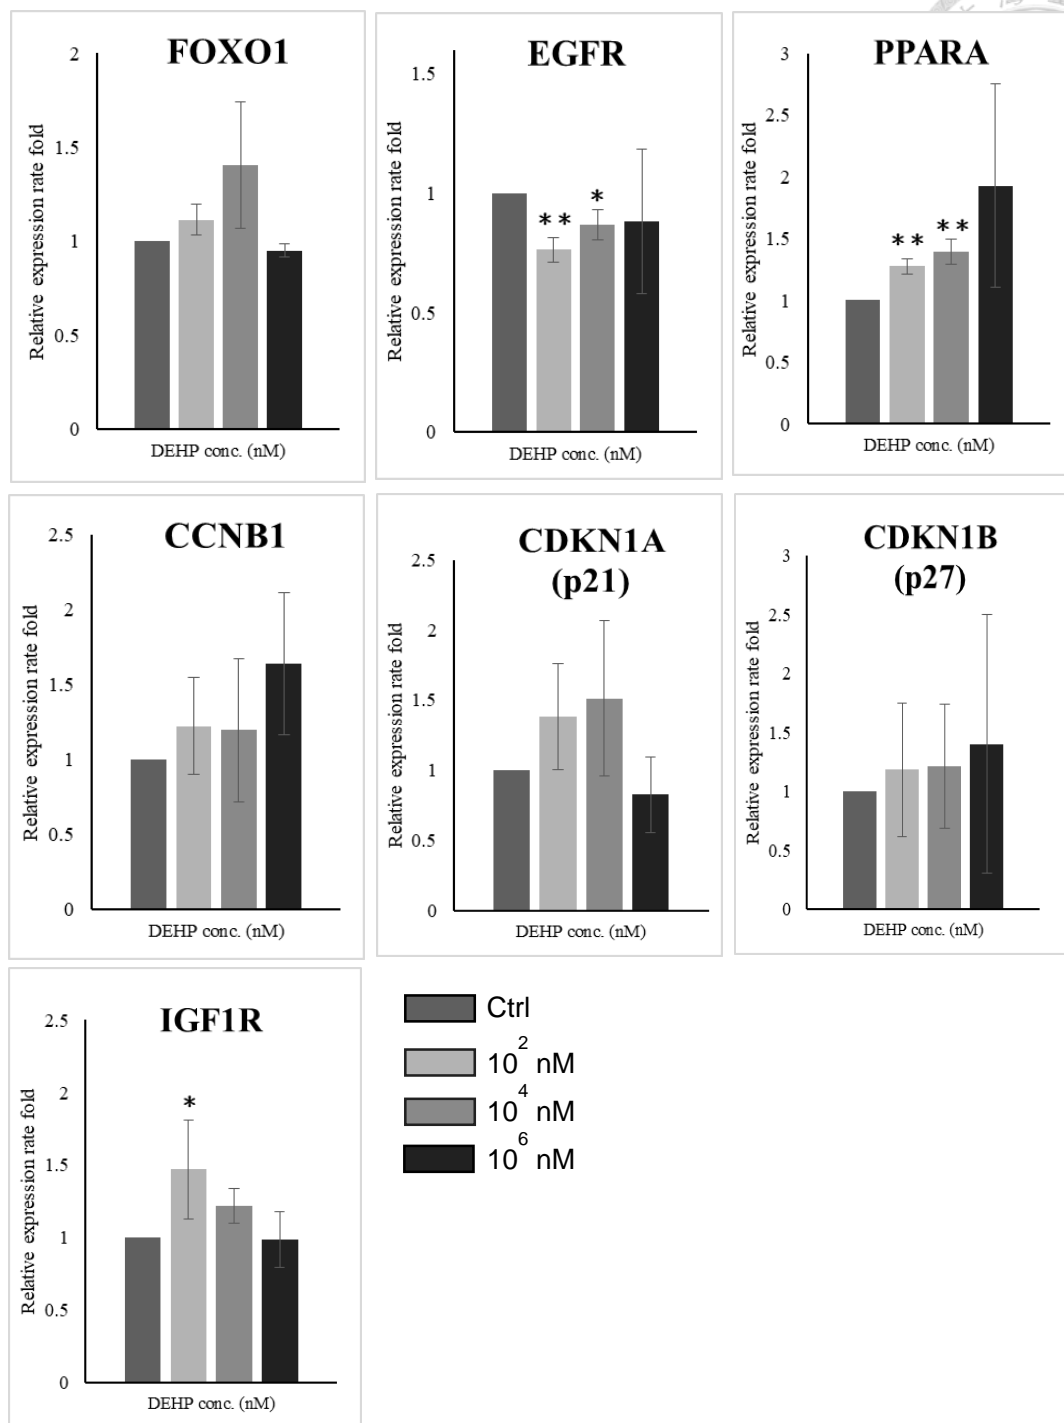 FOXO1
Relative expression rate fold
2
1.5
1
0.5
0
DEHP conc. (nM)
EGFR
Relative expression rate fold
1.5
1
0.5
0
**
*
DEHP conc. (nM)
PPARA
Relative expression rate fold
3
2.5
2
1.5
1
0.5
0
**
**
DEHP conc. (nM)
CCNB1
Relative expression rate fold
2.5
2
1.5
1
0.5
0
DEHP conc. (nM)
CDKN1A
(p21)
Relative expression rate fold
2.5
2
1.5
1
0.5
0
DEHP conc. (nM)
CDKN1B
(p27)
Relative expression rate fold
3
2.5
2
1.5
1
0.5
0
DEHP conc. (nM)
IGF1R
Relative expression rate fold
2.5
2
1.5
1
0.5
0
*
DEHP conc. (nM)
Ctrl
10² nM
10⁴ nM
10⁶ nM